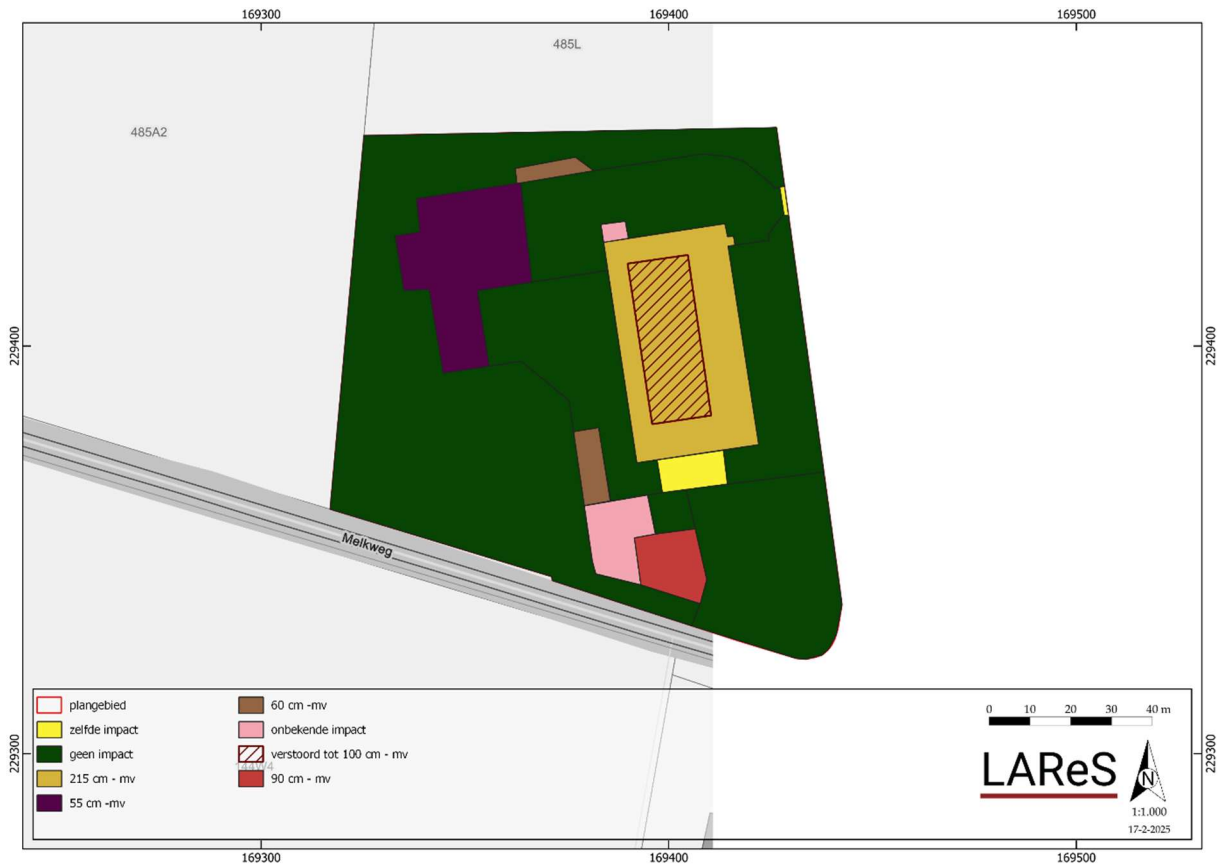 169300
169400
169500
485L
485A2
229400
229400
Melkweg
plangebied
zelfde impact
geen impact
215 cm - mv
55 cm -mv
60 cm -mv
onbekende impact
verstoord tot 100 cm - mv
90 cm - mv
144W4
0 10 20 30 40 m
LAReS
N
1:1.000
17-2-2025
229300
229300
169300
169400
169500